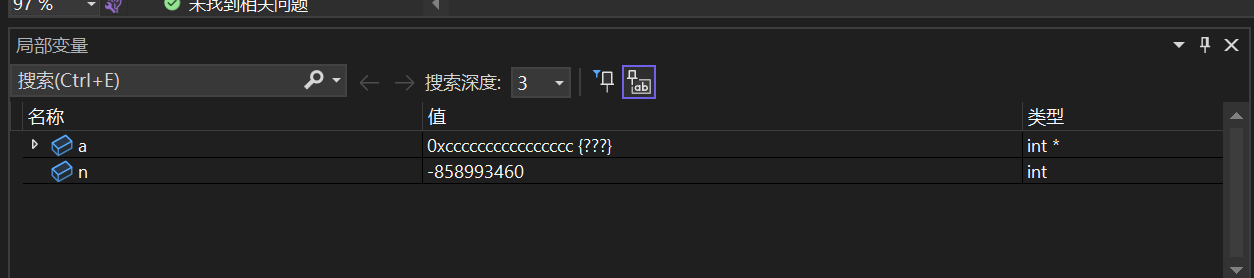 97 % 未找到相关问题
局部变量
搜索(Ctrl+E) 搜索深度: 3 ab
名称 值 类型
a 0xcccccccccccccccc {???} int *
n -858993460 int